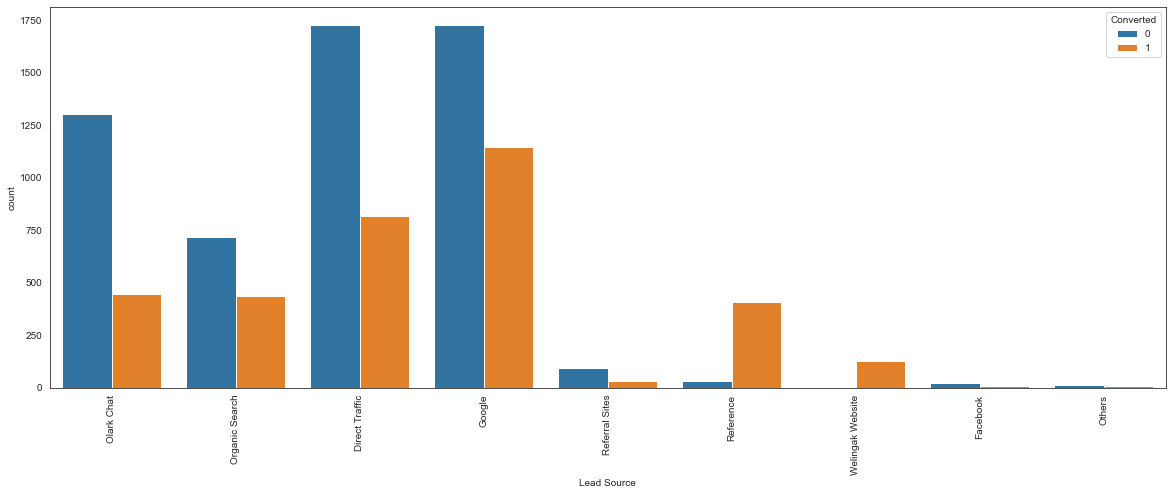 Converted
0
1
1750
1500
1250
1000
750
500
250
0
count
Olark Chat
Organic Search
Direct Traffic
Google
Referral Sites
Reference
Welingak Website
Facebook
Others
Lead Source